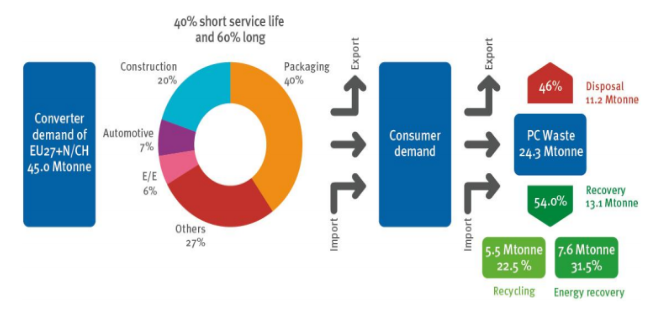 40% short service life
and 60% long
Converter
demand of
EU27+N/CH
45.0 Mtonne
Construction
20%
Packaging
40%
Automotive
7%
E/E
6%
Others
27%
Export
Import
Consumer
demand
Export
Import
46%
Disposal
11.2 Mtonne
PC Waste
24.3 Mtonne
54.0%
Recovery
13.1 Mtonne
5.5 Mtonne
22.5 %
Recycling
7.6 Mtonne
31.5%
Energy recovery